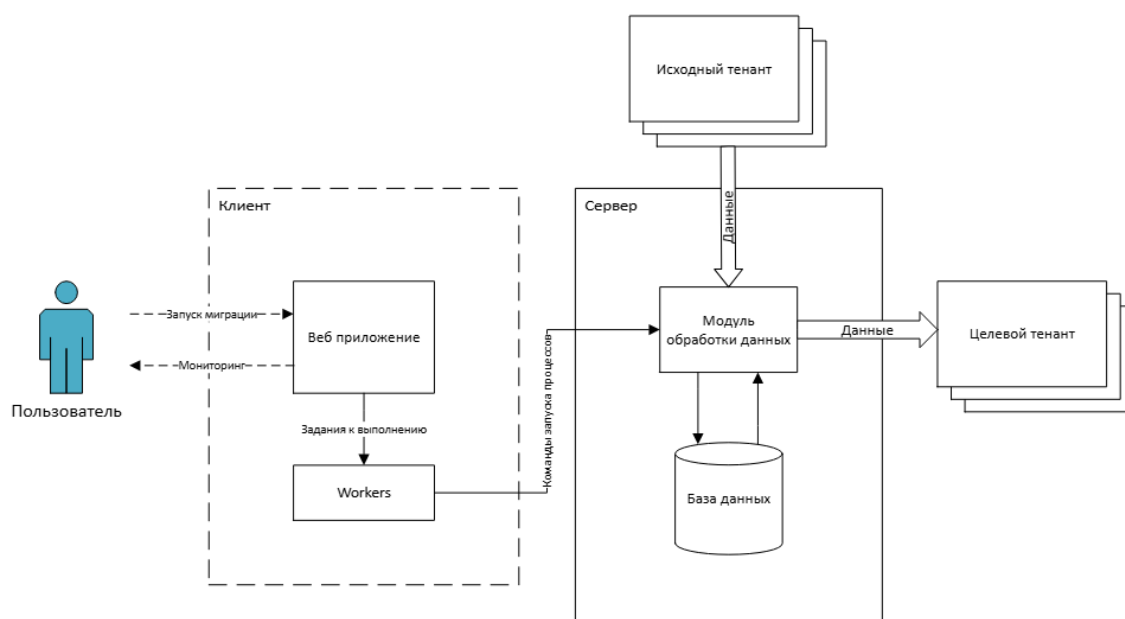 Исходный тенант
Данные
Клиент
Сервер
Запуск миграции
Веб приложение
Мониторинг
Пользователь
Задания к выполнению
Workers
Команды запуска процессов
Модуль
обработки данных
Данные
Целевой тенант
База данных